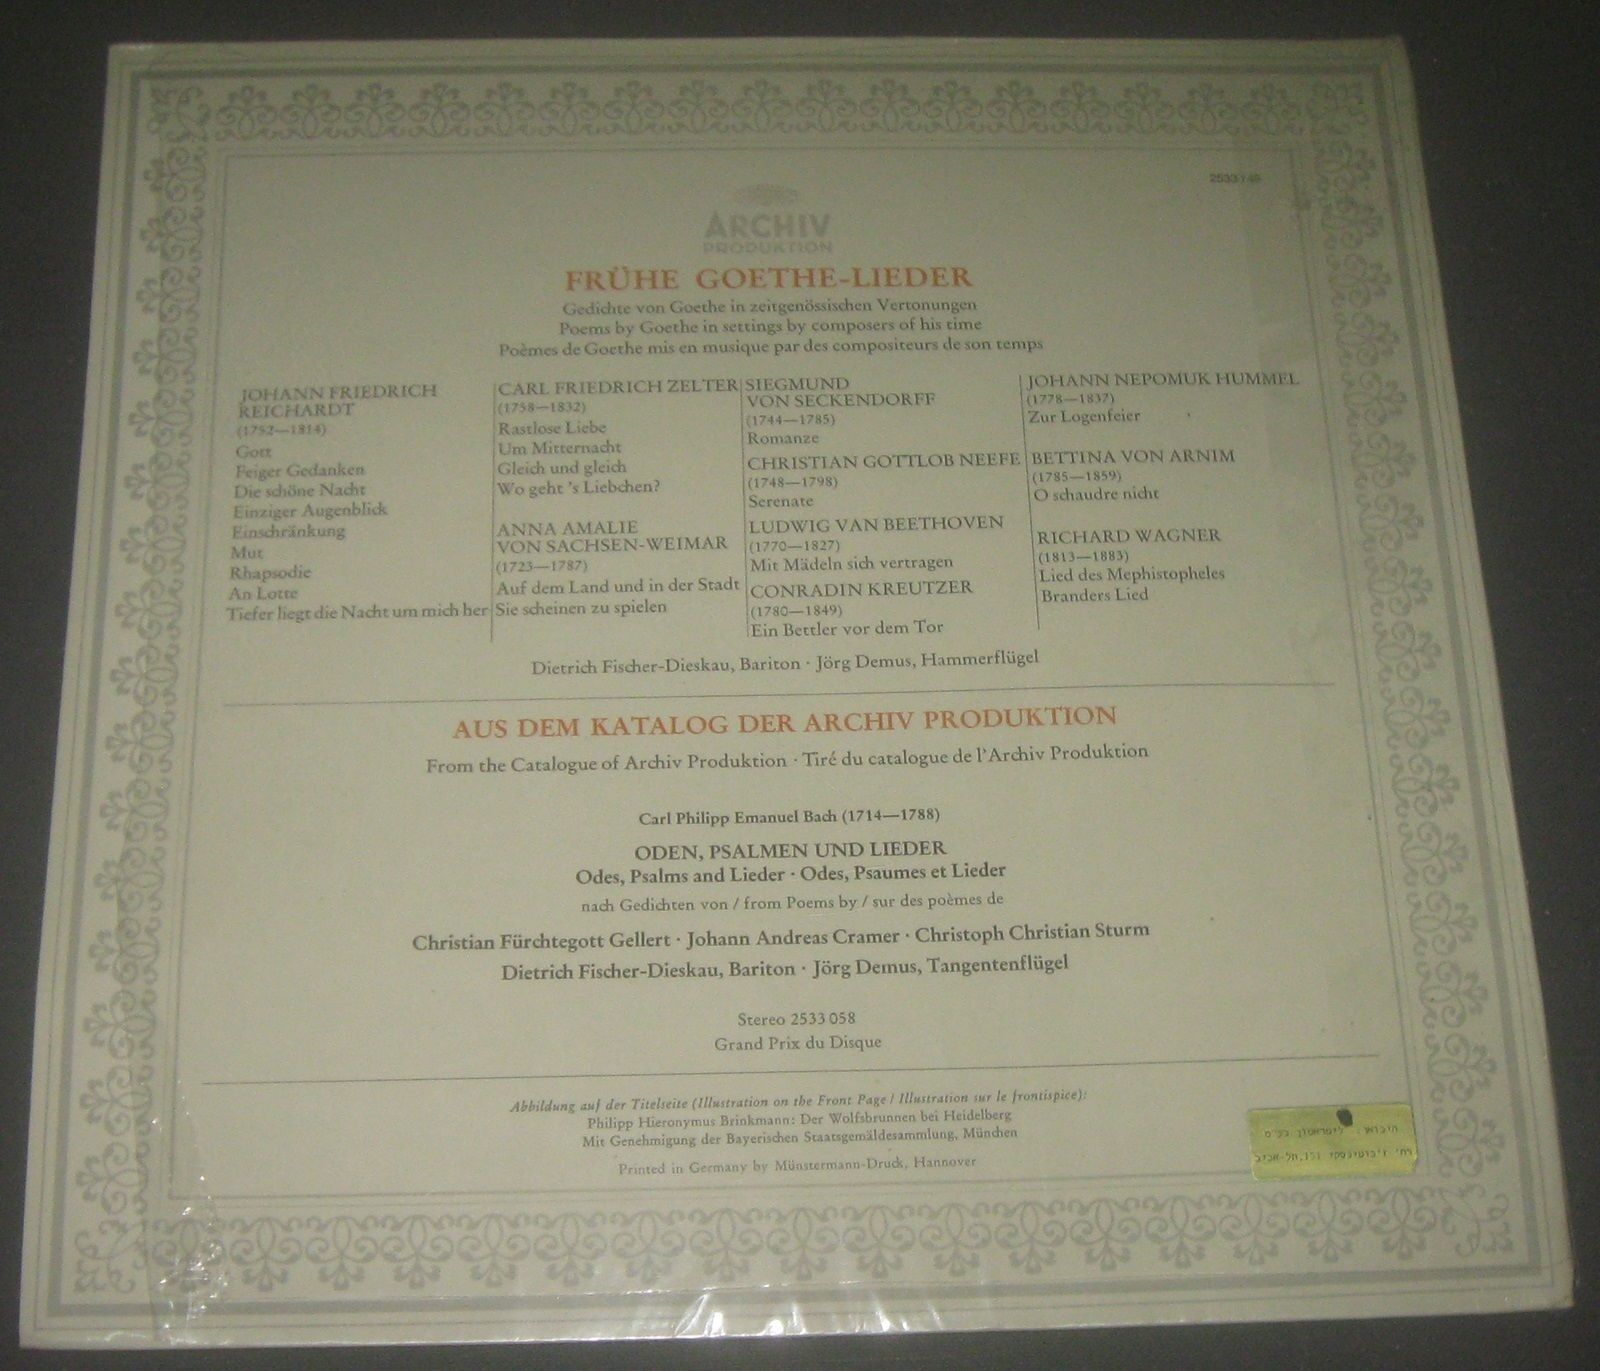 2533 149
ARCHIV
PRODUKTION
FRÜHE GOETHE-LIEDER
Gedichte von Goethe in zeitgenössischen Vertonungen
Poems by Goethe in settings by composers of his time
Poèmes de Goethe mis en musique par des compositeurs de son temps
JOHANN FRIEDRICH
REICHARDT
(1752—1814)
Gott
Feiger Gedanken
Die schöne Nacht
Einziger Augenblick
Einschränkung
Mut
Rhapsodie
An Lotte
Tiefer liegt die Nacht um mich her
CARL FRIEDRICH ZELTER
(1758—1832)
Rastlose Liebe
Um Mitternacht
Gleich und gleich
Wo geht 's Liebchen?
ANNA AMALIE
VON SACHSEN-WEIMAR
(1723—1787)
Auf dem Land und in der Stadt
Sie scheinen zu spielen
SIEGMUND
VON SECKENDORFF
(1744—1785)
Romanze
CHRISTIAN GOTTLOB NEEFE
(1748—1798)
Serenate
LUDWIG VAN BEETHOVEN
(1770—1827)
Mit Mädeln sich vertragen
CONRADIN KREUTZER
(1780—1849)
Ein Bettler vor dem Tor
JOHANN NEPOMUK HUMMEL
(1778—1837)
Zur Logenfeier
BETTINA VON ARNIM
(1785—1859)
O schaudre nicht
RICHARD WAGNER
(1813—1883)
Lied des Mephistopheles
Branders Lied
Dietrich Fischer-Dieskau, Bariton · Jörg Demus, Hammerflügel
AUS DEM KATALOG DER ARCHIV PRODUKTION
From the Catalogue of Archiv Produktion · Tiré du catalogue de l'Archiv Produktion
Carl Philipp Emanuel Bach (1714—1788)
ODEN, PSALMEN UND LIEDER
Odes, Psalms and Lieder · Odes, Psaumes et Lieder
nach Gedichten von / from Poems by / sur des poèmes de
Christian Fürchtegott Gellert · Johann Andreas Cramer · Christoph Christian Sturm
Dietrich Fischer-Dieskau, Bariton · Jörg Demus, Tangentenflügel
Stereo 2533 058
Grand Prix du Disque
Abbildung auf der Titelseite (Illustration on the Front Page / Illustration sur le frontispice):
Philipp Hieronymus Brinkmann: Der Wolfsbrunnen bei Heidelberg
Mit Genehmigung der Bayerischen Staatsgemäldesammlung, München
Printed in Germany by Münstermann-Druck, Hannover
היבואן: בע"מ
רח' ז'בוטינסקי 151, תל-אביב